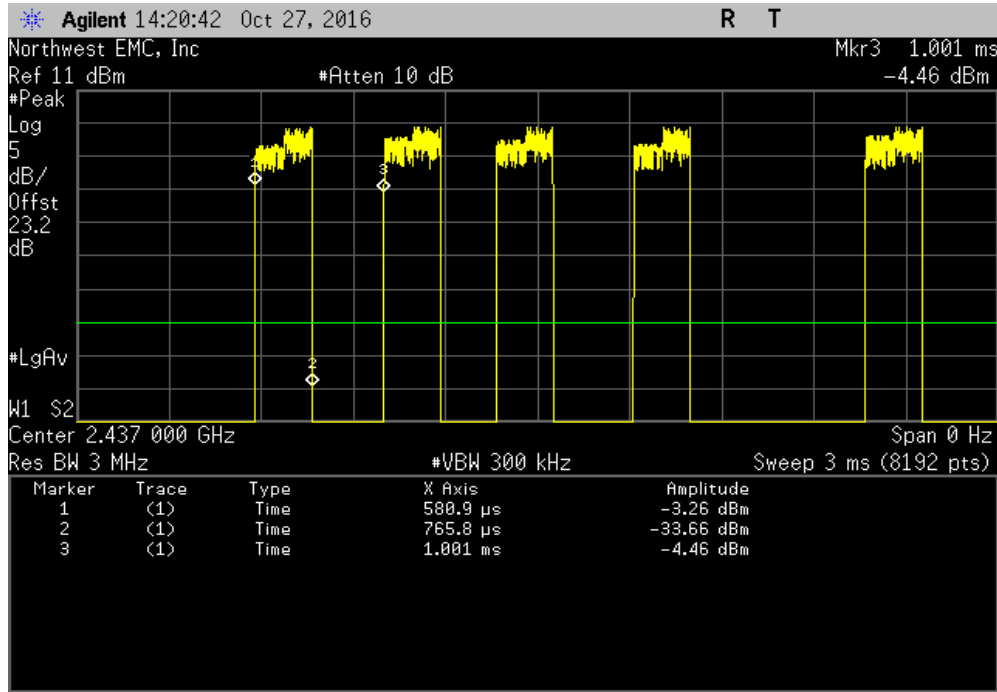 Agilent 14:20:42 Oct 27, 2016 R T
Northwest EMC, Inc Mkr3 1.001 ms
Ref 11 dBm #Atten 10 dB -4.46 dBm
#Peak
Log
5
dB/
Offst
23.2
dB
1
3
2
#LgAv
W1 S2
Center 2.437 000 GHz Span 0 Hz
Res BW 3 MHz #VBW 300 kHz Sweep 3 ms (8192 pts)
Marker Trace Type X Axis Amplitude
1 (1) Time 580.9 µs -3.26 dBm
2 (1) Time 765.8 µs -33.66 dBm
3 (1) Time 1.001 ms -4.46 dBm